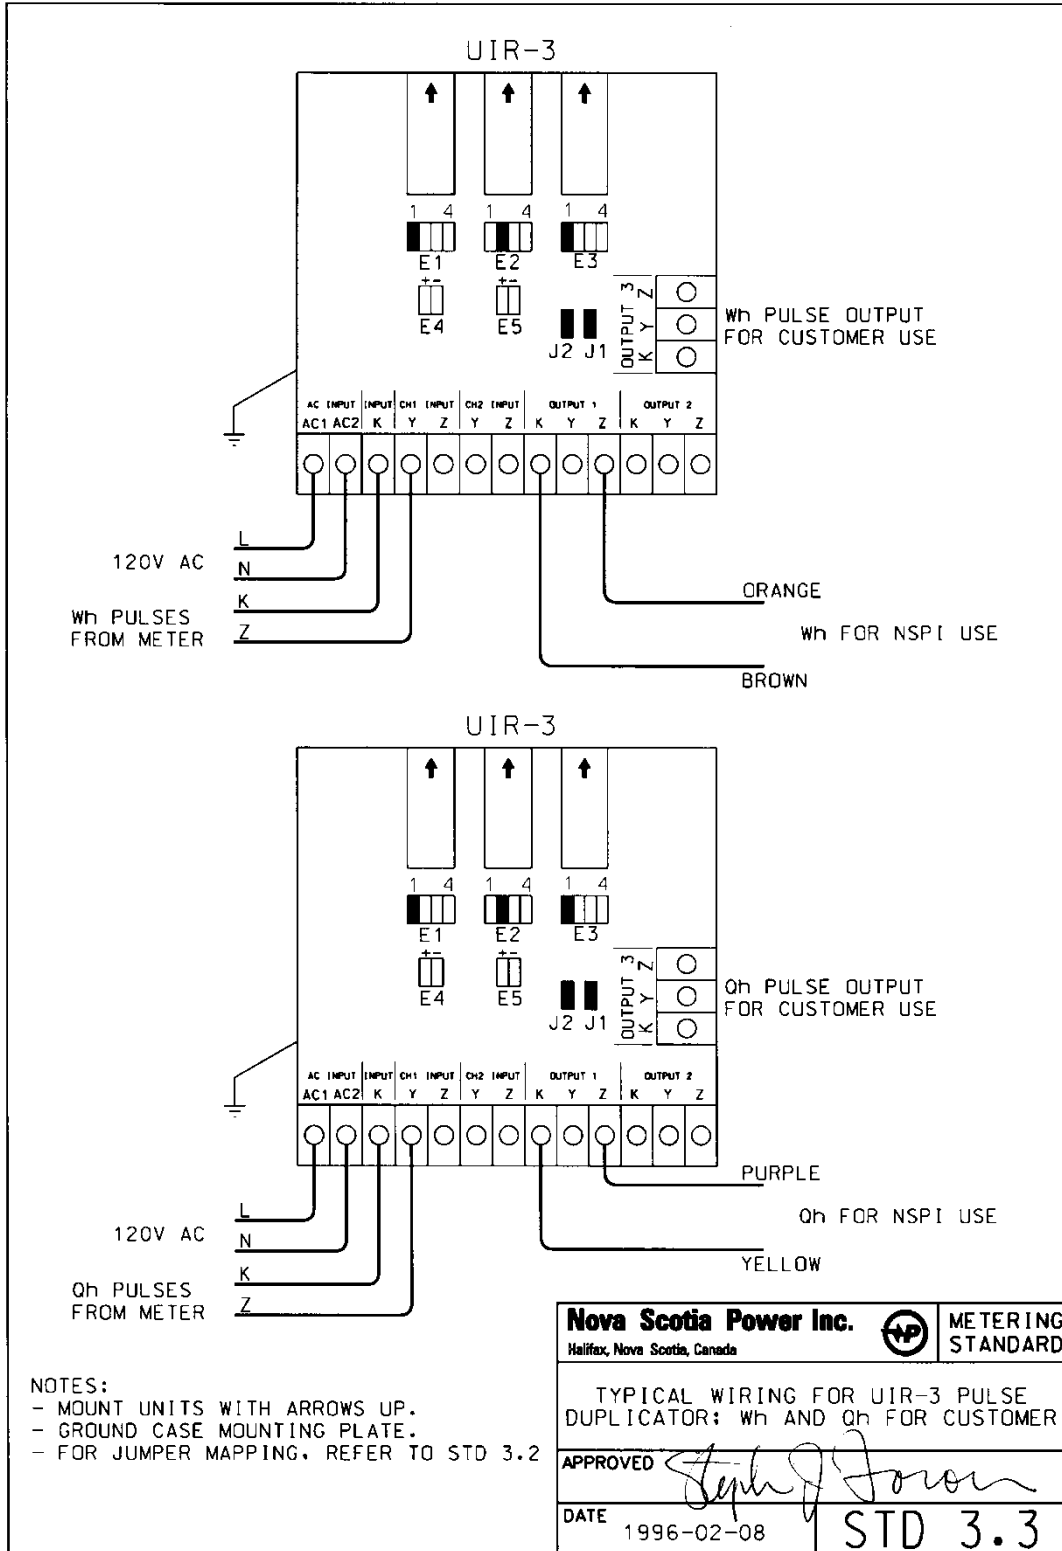 UIR-3
1 4 1 4 1 4
E1 E2 E3
+- +-
E4 E5
J2 J1
OUTPUT 3
K Y Z
Wh PULSE OUTPUT
FOR CUSTOMER USE
AC INPUT INPUT CH1 INPUT CH2 INPUT OUTPUT 1 OUTPUT 2
AC1 AC2 K Y Z Y Z K Y Z K Y Z
L
120V AC
N
K
Wh PULSES
FROM METER
Z
ORANGE
Wh FOR NSPI USE
BROWN
UIR-3
1 4 1 4 1 4
E1 E2 E3
+- +-
E4 E5
J2 J1
OUTPUT 3
K Y Z
Qh PULSE OUTPUT
FOR CUSTOMER USE
AC INPUT INPUT CH1 INPUT CH2 INPUT OUTPUT 1 OUTPUT 2
AC1 AC2 K Y Z Y Z K Y Z K Y Z
L
120V AC
N
K
Qh PULSES
FROM METER
Z
PURPLE
Qh FOR NSPI USE
YELLOW
NOTES:
- MOUNT UNITS WITH ARROWS UP.
- GROUND CASE MOUNTING PLATE.
- FOR JUMPER MAPPING, REFER TO STD 3.2
Nova Scotia Power Inc.
Halifax, Nova Scotia, Canada
METERING
STANDARD
TYPICAL WIRING FOR UIR-3 PULSE
DUPLICATOR: Wh AND Qh FOR CUSTOMER
APPROVED
DATE
1996-02-08
STD 3.3